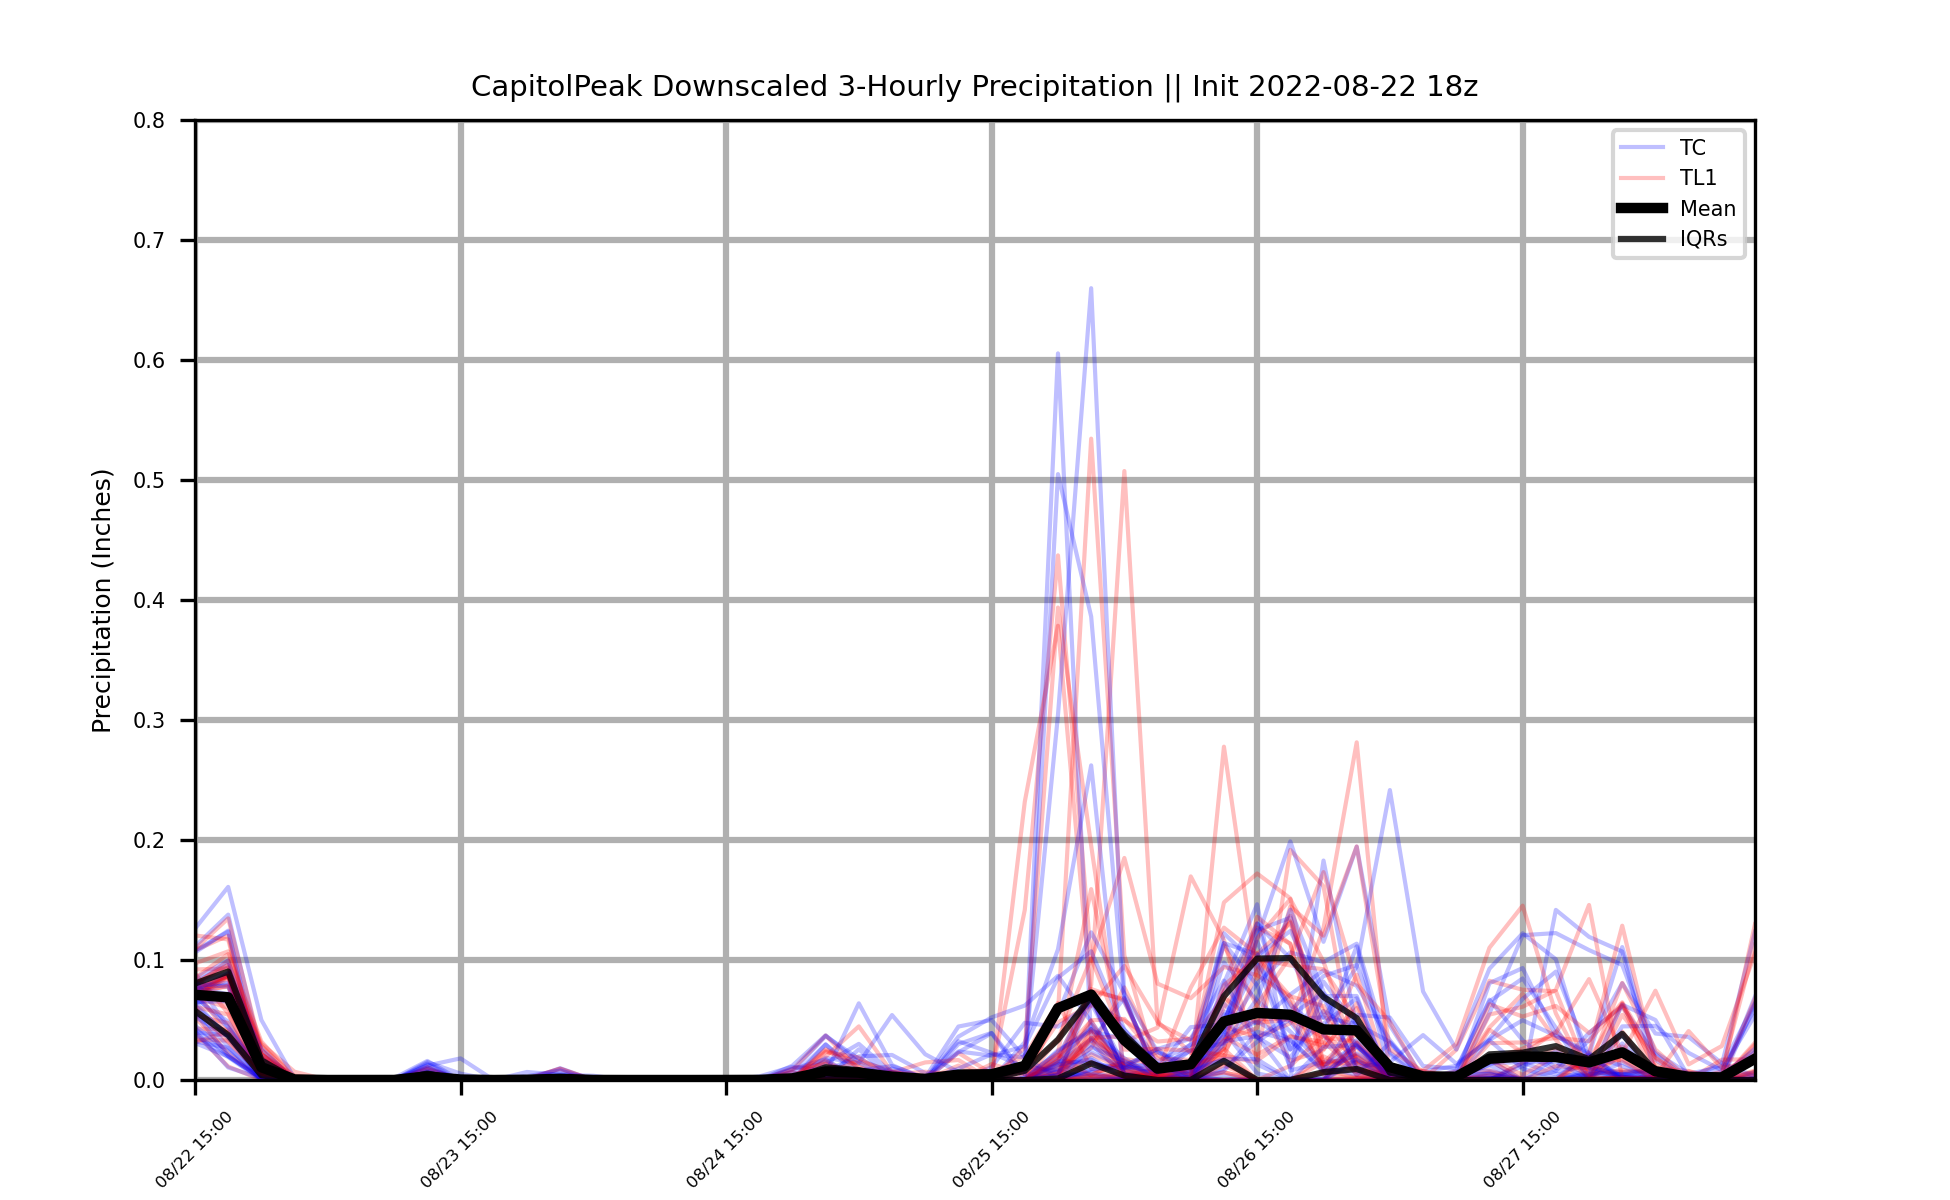 CapitolPeak Downscaled 3-Hourly Precipitation || Init 2022-08-22 18z
Precipitation (Inches)
0.8
0.7
0.6
0.5
0.4
0.3
0.2
0.1
0.0
TC
TL1
Mean
IQRs
08/22 15:00
08/23 15:00
08/24 15:00
08/25 15:00
08/26 15:00
08/27 15:00